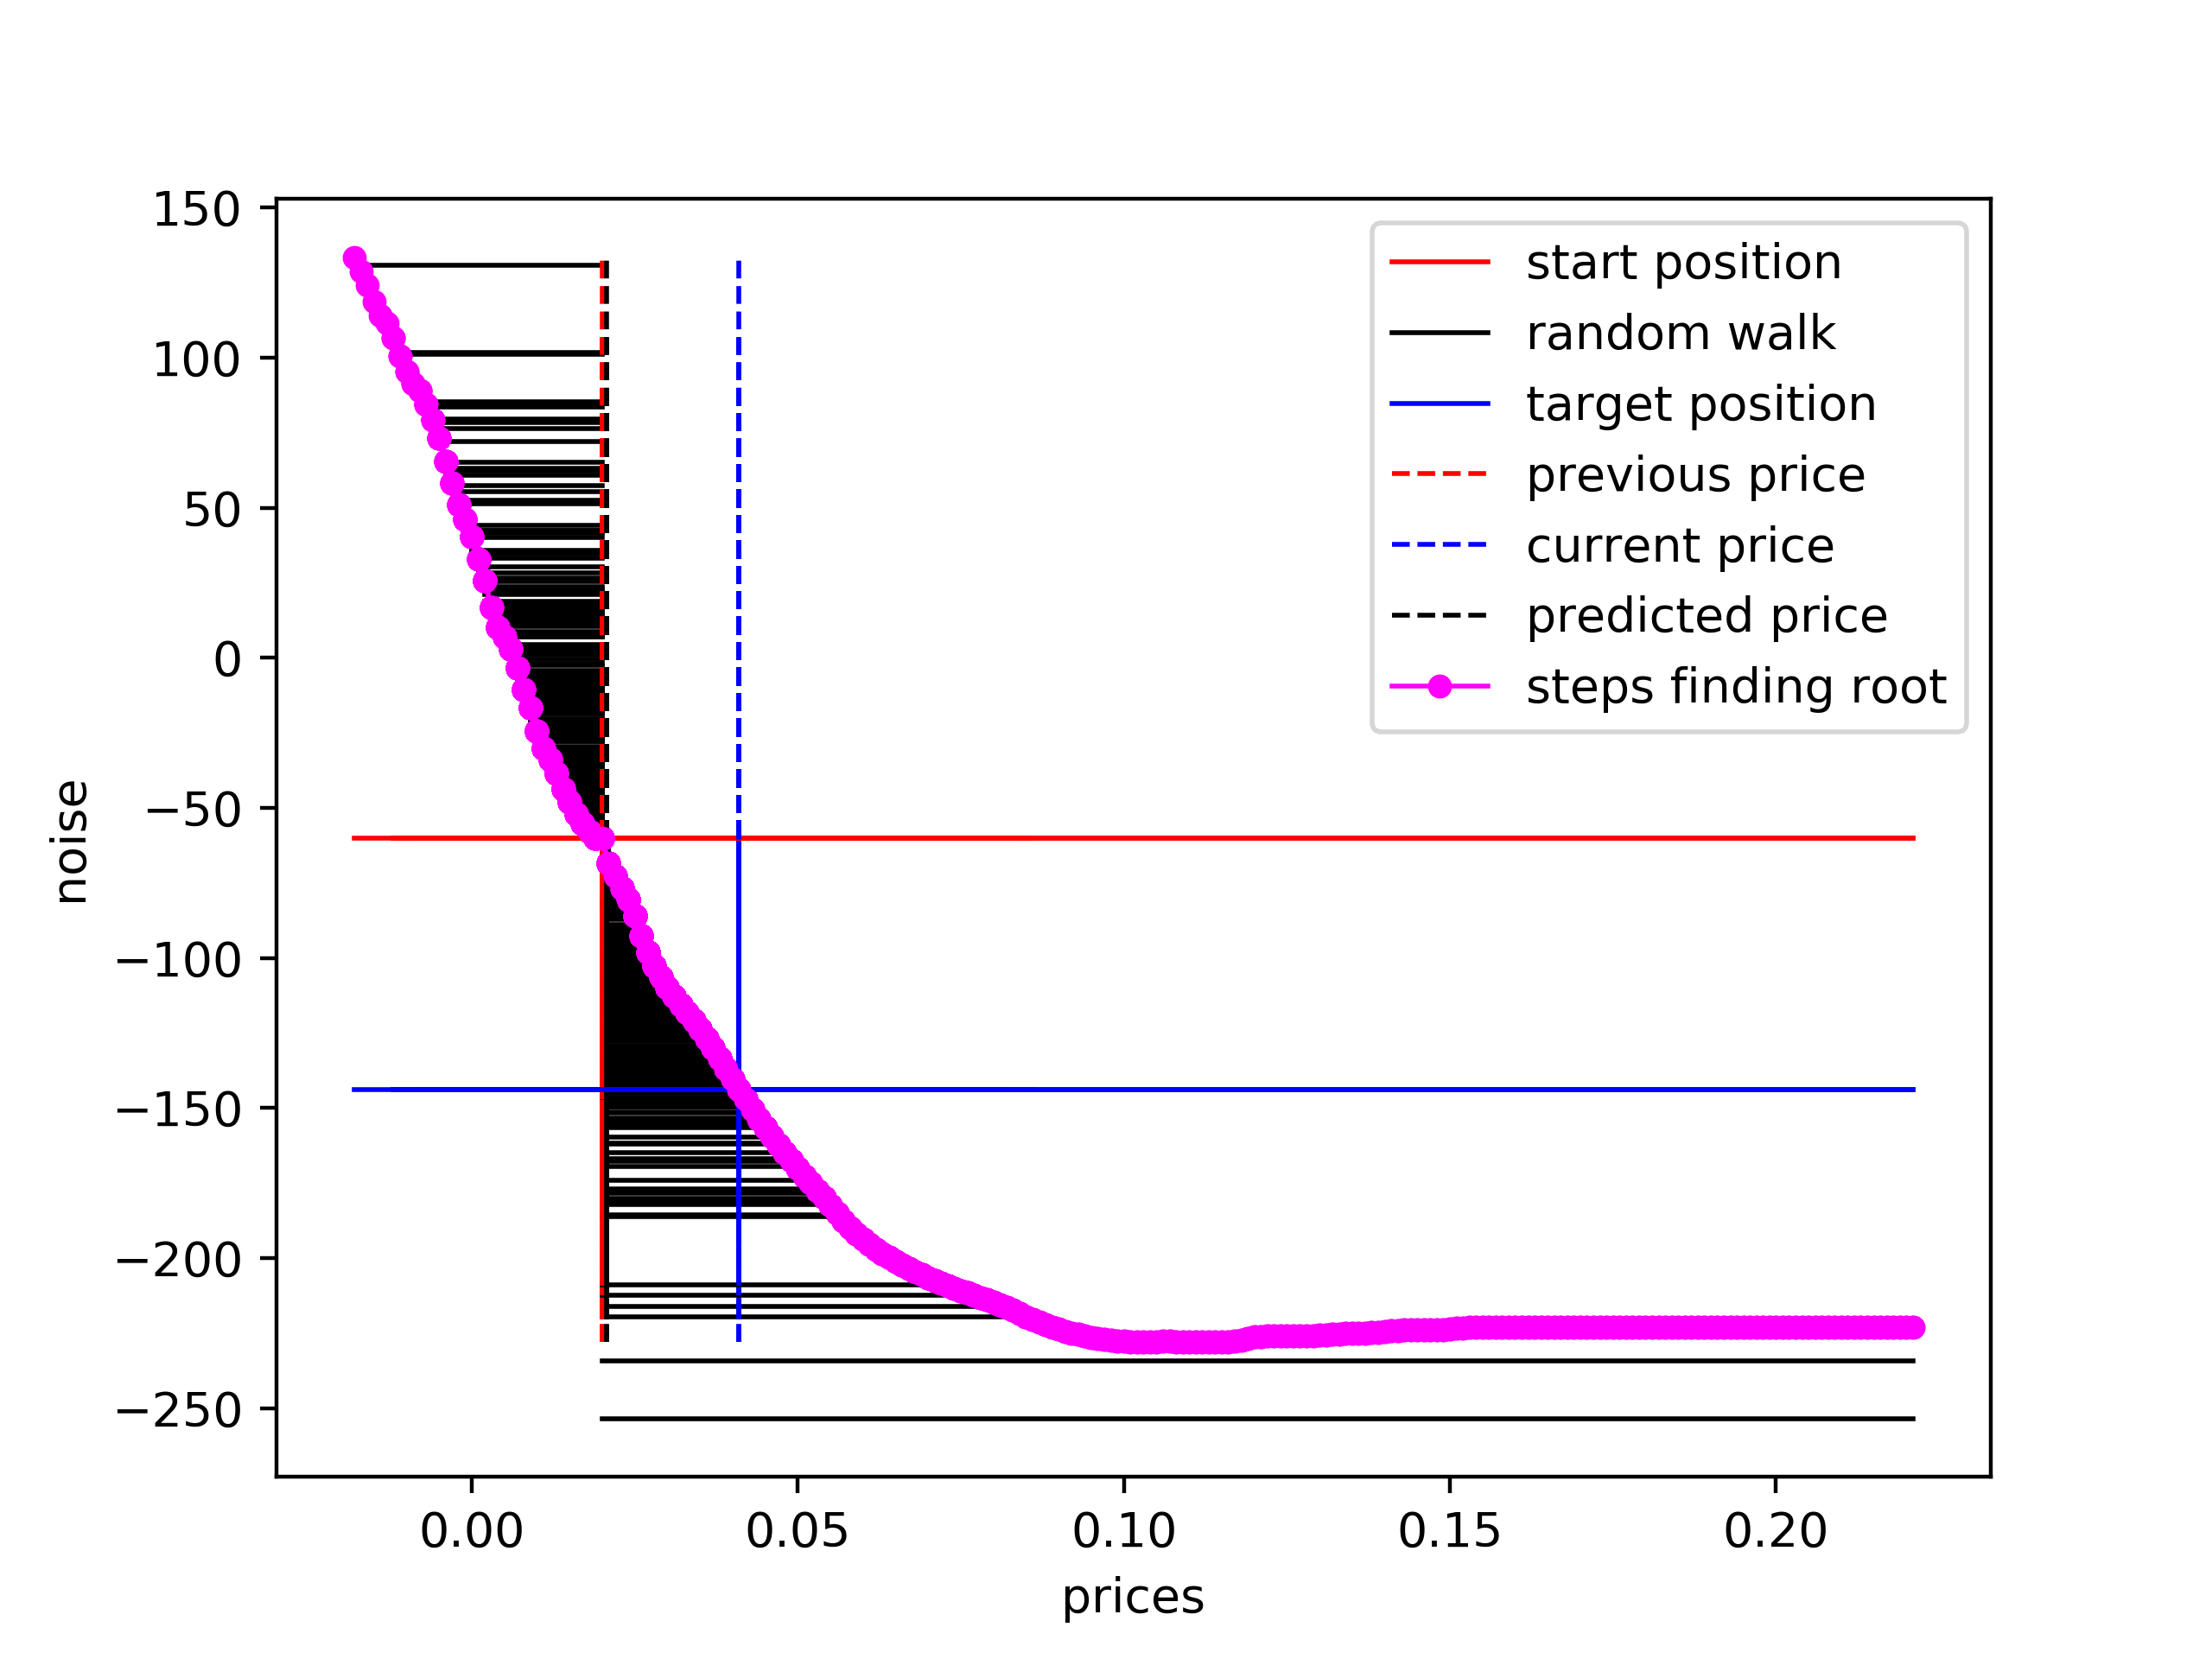 150
100
50
0
−50
−100
−150
−200
−250
noise
0.00 0.05 0.10 0.15 0.20
prices
start position
random walk
target position
previous price
current price
predicted price
steps finding root